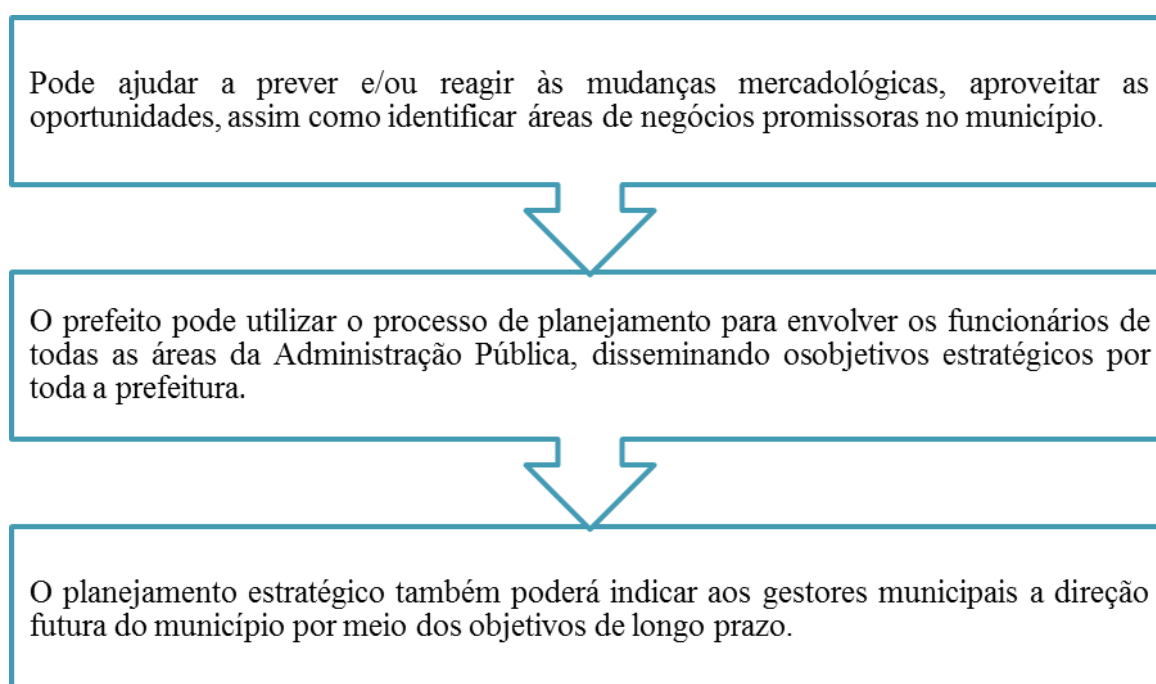 Pode ajudar a prever e/ou reagir às mudanças mercadológicas, aproveitar as
oportunidades, assim como identificar áreas de negócios promissoras no município.
O prefeito pode utilizar o processo de planejamento para envolver os funcionários de
todas as áreas da Administração Pública, disseminando osobjetivos estratégicos por
toda a prefeitura.
O planejamento estratégico também poderá indicar aos gestores municipais a direção
futura do município por meio dos objetivos de longo prazo.